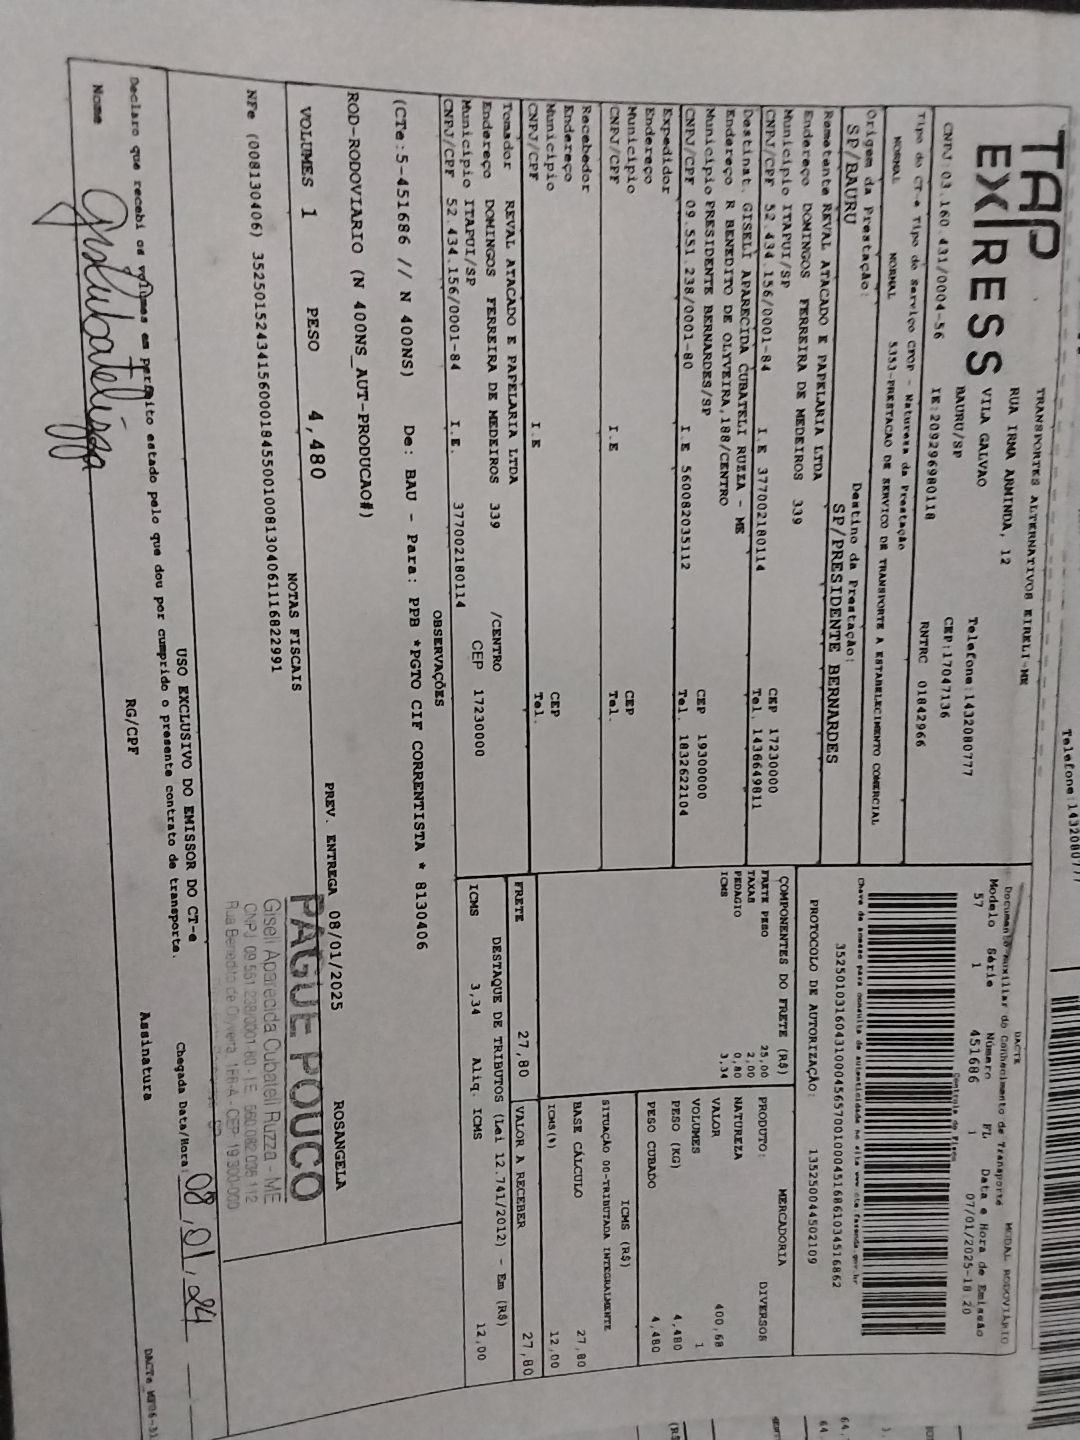 Telefone:1432080777
TAP
EXPRESS
TRANSPORTES ALTERNATIVOS EIRELI-ME
RUA IRMA ARMINDA, 12
VILA GALVAO
BAURU/SP
Telefone:1432080777
CEP:17047136
CNPJ:03.160.431/0004-56
IE:209296980118
RNTRC 01842966
DACTE
Documento Auxiliar do Conhecimento de Transporte
MODAL RODOVIÁRIO
Modelo Série Número FL Data e Hora de Emissão
57 1 451686 1 07/01/2025-18:20
Controle do Fisco
Chave de acesso para consulta de autenticidade no site www.cte.fazenda.gov.br
35250103160431000456570010004516861034516862
PROTOCOLO DE AUTORIZAÇÃO: 135250044502109
Tipo do CT-e Tipo do Serviço CFOP - Natureza da Prestação
NORMAL NORMAL 5353-PRESTACAO DE SERVICO DE TRANSPORTE A ESTABELECIMENTO COMERCIAL
Origem da Prestação: Destino da Prestação:
SP/BAURU SP/PRESIDENTE BERNARDES
Remetente REVAL ATACADO E PAPELARIA LTDA
Endereço DOMINGOS FERREIRA DE MEDEIROS 339
Município ITAPUI/SP CEP 17230000
CNPJ/CPF 52.434.156/0001-84 I.E 377002180114 Tel. 1436649811
Destinat. GISELI APARECIDA CUBATELI RUZZA - ME
Endereço R BENEDITO DE OLYVEIRA,188/CENTRO
Município PRESIDENTE BERNARDES/SP CEP 19300000
CNPJ/CPF 09.551.238/0001-80 I.E 560082035112 Tel. 1832622104
Expedidor
Endereço
Município CEP
CNPJ/CPF I.E Tel.
Recebedor
Endereço
Município CEP
CNPJ/CPF I.E Tel.
Tomador REVAL ATACADO E PAPELARIA LTDA
Endereço DOMINGOS FERREIRA DE MEDEIROS 339 /CENTRO
Município ITAPUI/SP CEP 17230000
CNPJ/CPF 52.434.156/0001-84 I.E. 377002180114
COMPONENTES DO FRETE (R$)
FRETE PESO 25,00
TAXAS 2,00
PEDAGIO 0,80
ICMS 3,34
MERCADORIA
PRODUTO: DIVERSOS
NATUREZA
VALOR 400,68
VOLUMES 1
PESO (KG) 4,480
PESO CUBADO 4,480
ICMS (R$)
SITUAÇÃO 00-TRIBUTADA INTEGRALMENTE
BASE CÁLCULO 27,80
ICMS(%) 12,00
FRETE 27,80 VALOR A RECEBER 27,80
DESTAQUE DE TRIBUTOS (Lei 12.741/2012) - Em (R$)
ICMS 3,34 Aliq. ICMS 12,00
OBSERVAÇÕES
(CTe:5-451686 // N 400NS) De: BAU - Para: PPB *PGTO CIF CORRENTISTA * 8130406
ROD-RODOVIARIO (N 400NS_AUT-PRODUCAO#)
VOLUMES 1 PESO 4,480 PREV. ENTREGA 08/01/2025 ROSANGELA
NOTAS FISCAIS
NFe (008130406) 35250152434156000184550010081304061116822991
PAGUE POUCO
Giseli Aparecida Cubateli Ruzza - ME
CNPJ 09.551.238/0001-80 - I.E. 560.082.035.112
USO EXCLUSIVO DO EMISSOR DO CT-e
Declaro que recebi os volumes em perfeito estado pelo que dou por cumprido o presente contrato de transporte.
Chegada Data/Hora: 08/01/24
Nome RG/CPF Assinatura